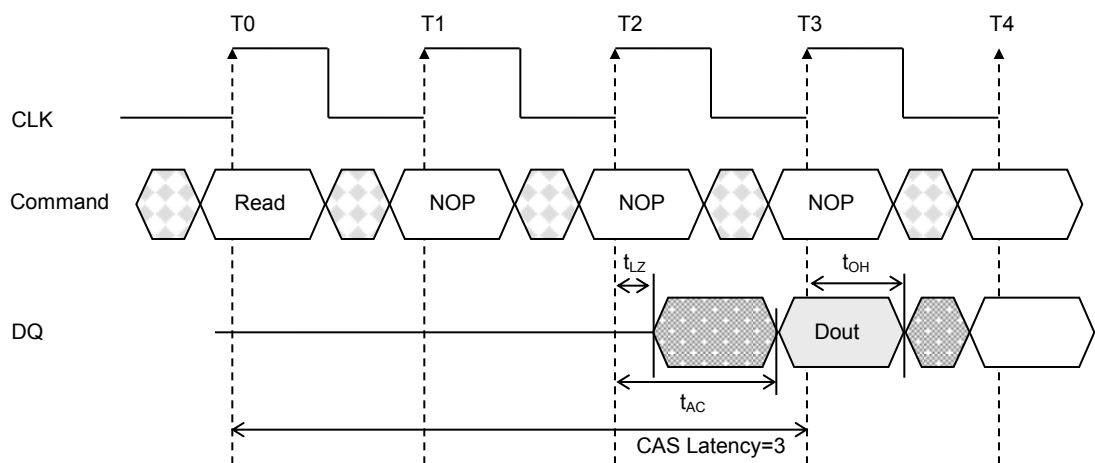 T0 T1 T2 T3 T4
CLK
Command Read NOP NOP NOP
tLZ tOH
DQ Dout
tAC
CAS Latency=3